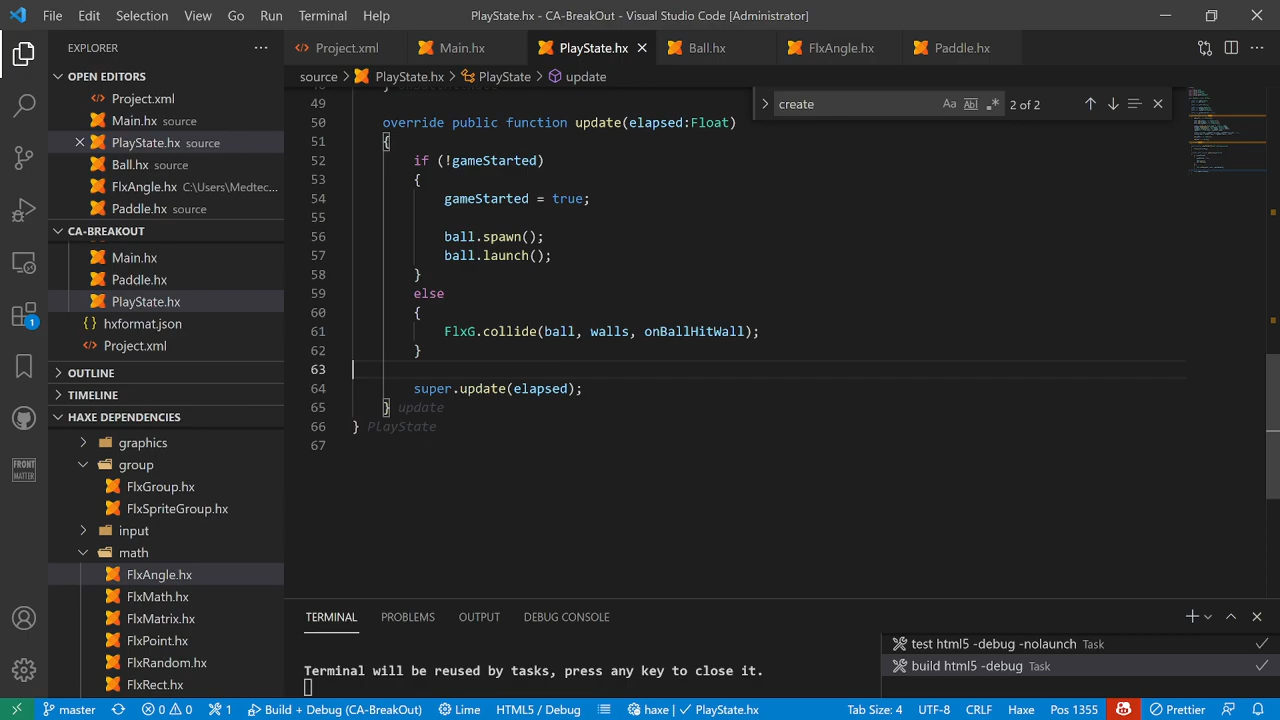 File Edit Selection View Go Run Terminal Help
PlayState.hx - CA-BreakOut - Visual Studio Code [Administrator]
EXPLORER
Project.xml
Main.hx
PlayState.hx
Ball.hx
FlxAngle.hx
Paddle.hx
source > PlayState.hx > PlayState > update
create
Aa Abl .* 2 of 2
OPEN EDITORS
Project.xml
Main.hx source
PlayState.hx source
Ball.hx source
FlxAngle.hx C:\Users\Medtec...
Paddle.hx source
CA-BREAKOUT
Main.hx
Paddle.hx
PlayState.hx
hxformat.json
Project.xml
OUTLINE
TIMELINE
HAXE DEPENDENCIES
graphics
group
FlxGroup.hx
FlxSpriteGroup.hx
input
math
FlxAngle.hx
FlxMath.hx
FlxMatrix.hx
FlxPoint.hx
FlxRandom.hx
FlxRect.hx
1
FRONT
MATTER
49
50 override public function update(elapsed:Float)
51 {
52 if (!gameStarted)
53 {
54 gameStarted = true;
55
56 ball.spawn();
57 ball.launch();
58 }
59 else
60 {
61 FlxG.collide(ball, walls, onBallHitWall);
62 }
63
64 super.update(elapsed);
65 } update
66 } PlayState
67
TERMINAL PROBLEMS OUTPUT DEBUG CONSOLE
Terminal will be reused by tasks, press any key to close it.
test html5 -debug -nolaunch Task
build html5 -debug Task
master 0 0 1 Build + Debug (CA-BreakOut) Lime HTML5 / Debug haxe | PlayState.hx Tab Size: 4 UTF-8 CRLF Haxe Pos 1355 Prettier